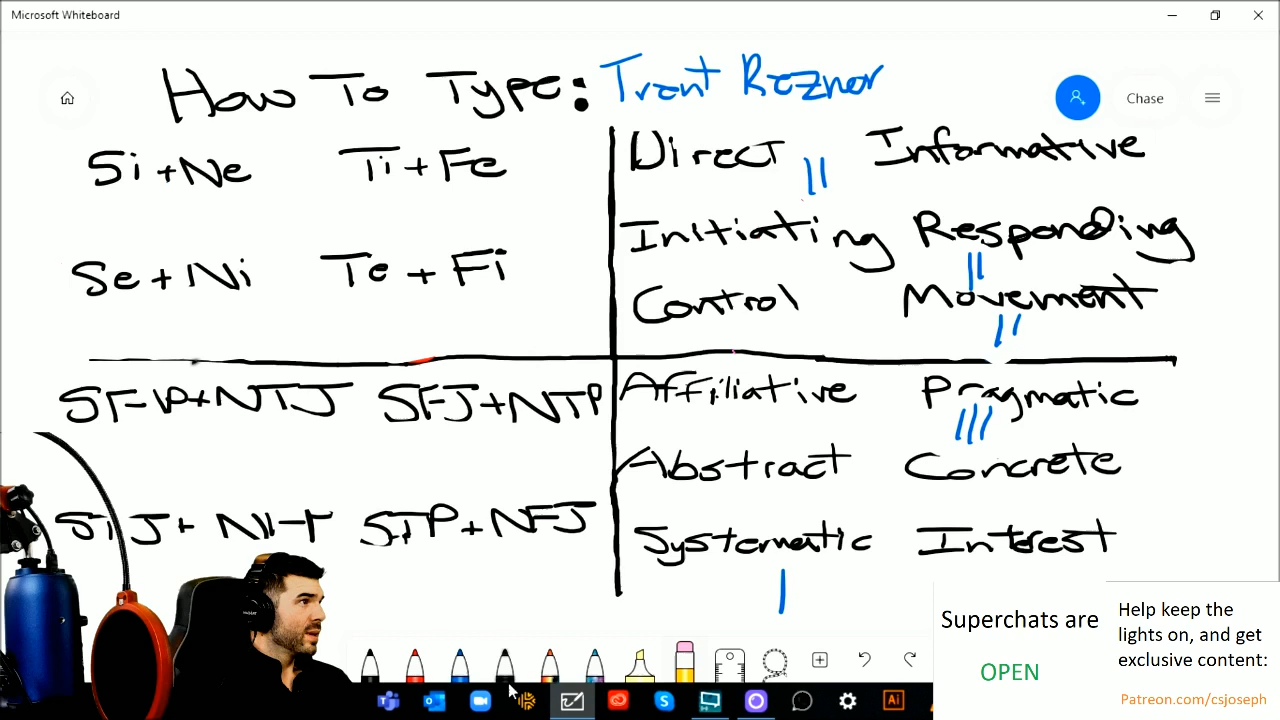 Microsoft Whiteboard
How To Type: Trent Reznor
Chase
Si+Ne Ti+Fe
Se+Ni Te+Fi
Direct Informative
Initiating Responding
Control Movement
SFP+NTJ SFJ+NTP
STJ+NFP STP+NFJ
Affiliative Pragmatic
Abstract Concrete
Systematic Interest
Superchats are
OPEN
Help keep the
lights on, and get
exclusive content:
Patreon.com/csjoseph